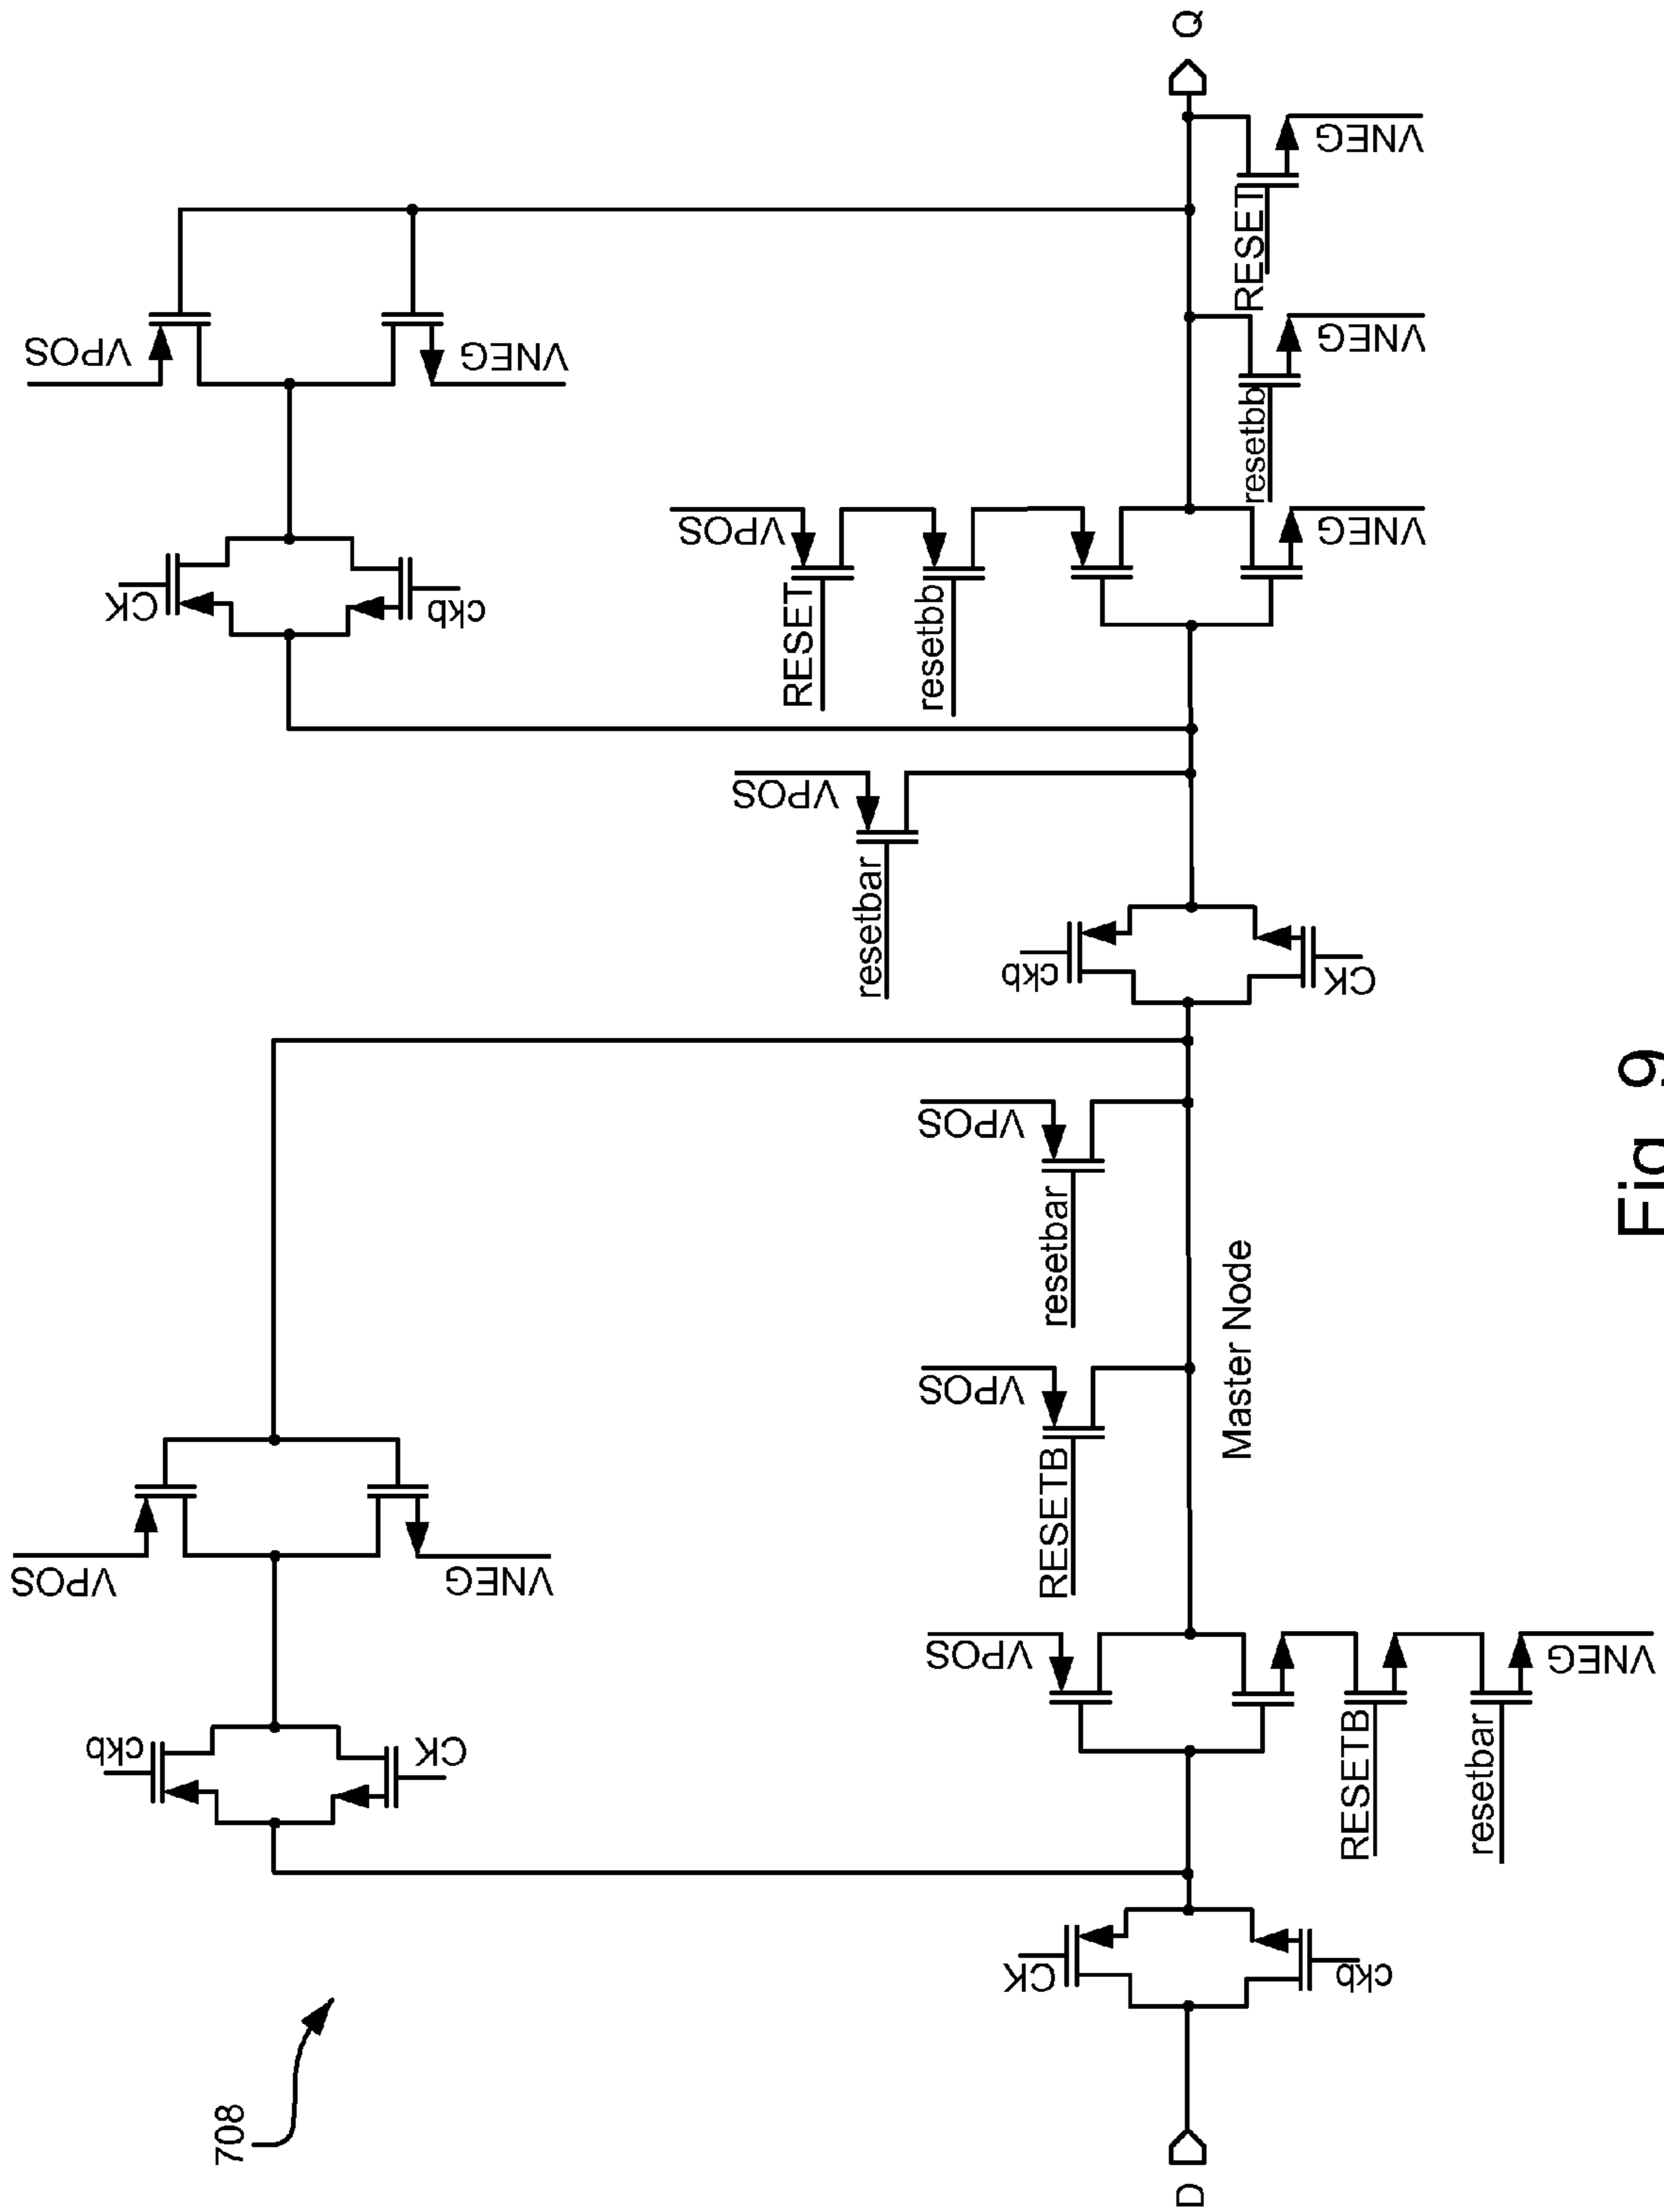 708
D
CK
ckb
ckb
CK
VPOS
VNEG
VPOS
RESETB
resetbar
VNEG
VPOS
RESETB
VPOS
resetbar
Master Node
ckb
CK
VPOS
resetbar
CK
ckb
VPOS
VNEG
VPOS
RESET
resetbb
VNEG
resetbb
VNEG
RESET
VNEG
Q
Fig. 9